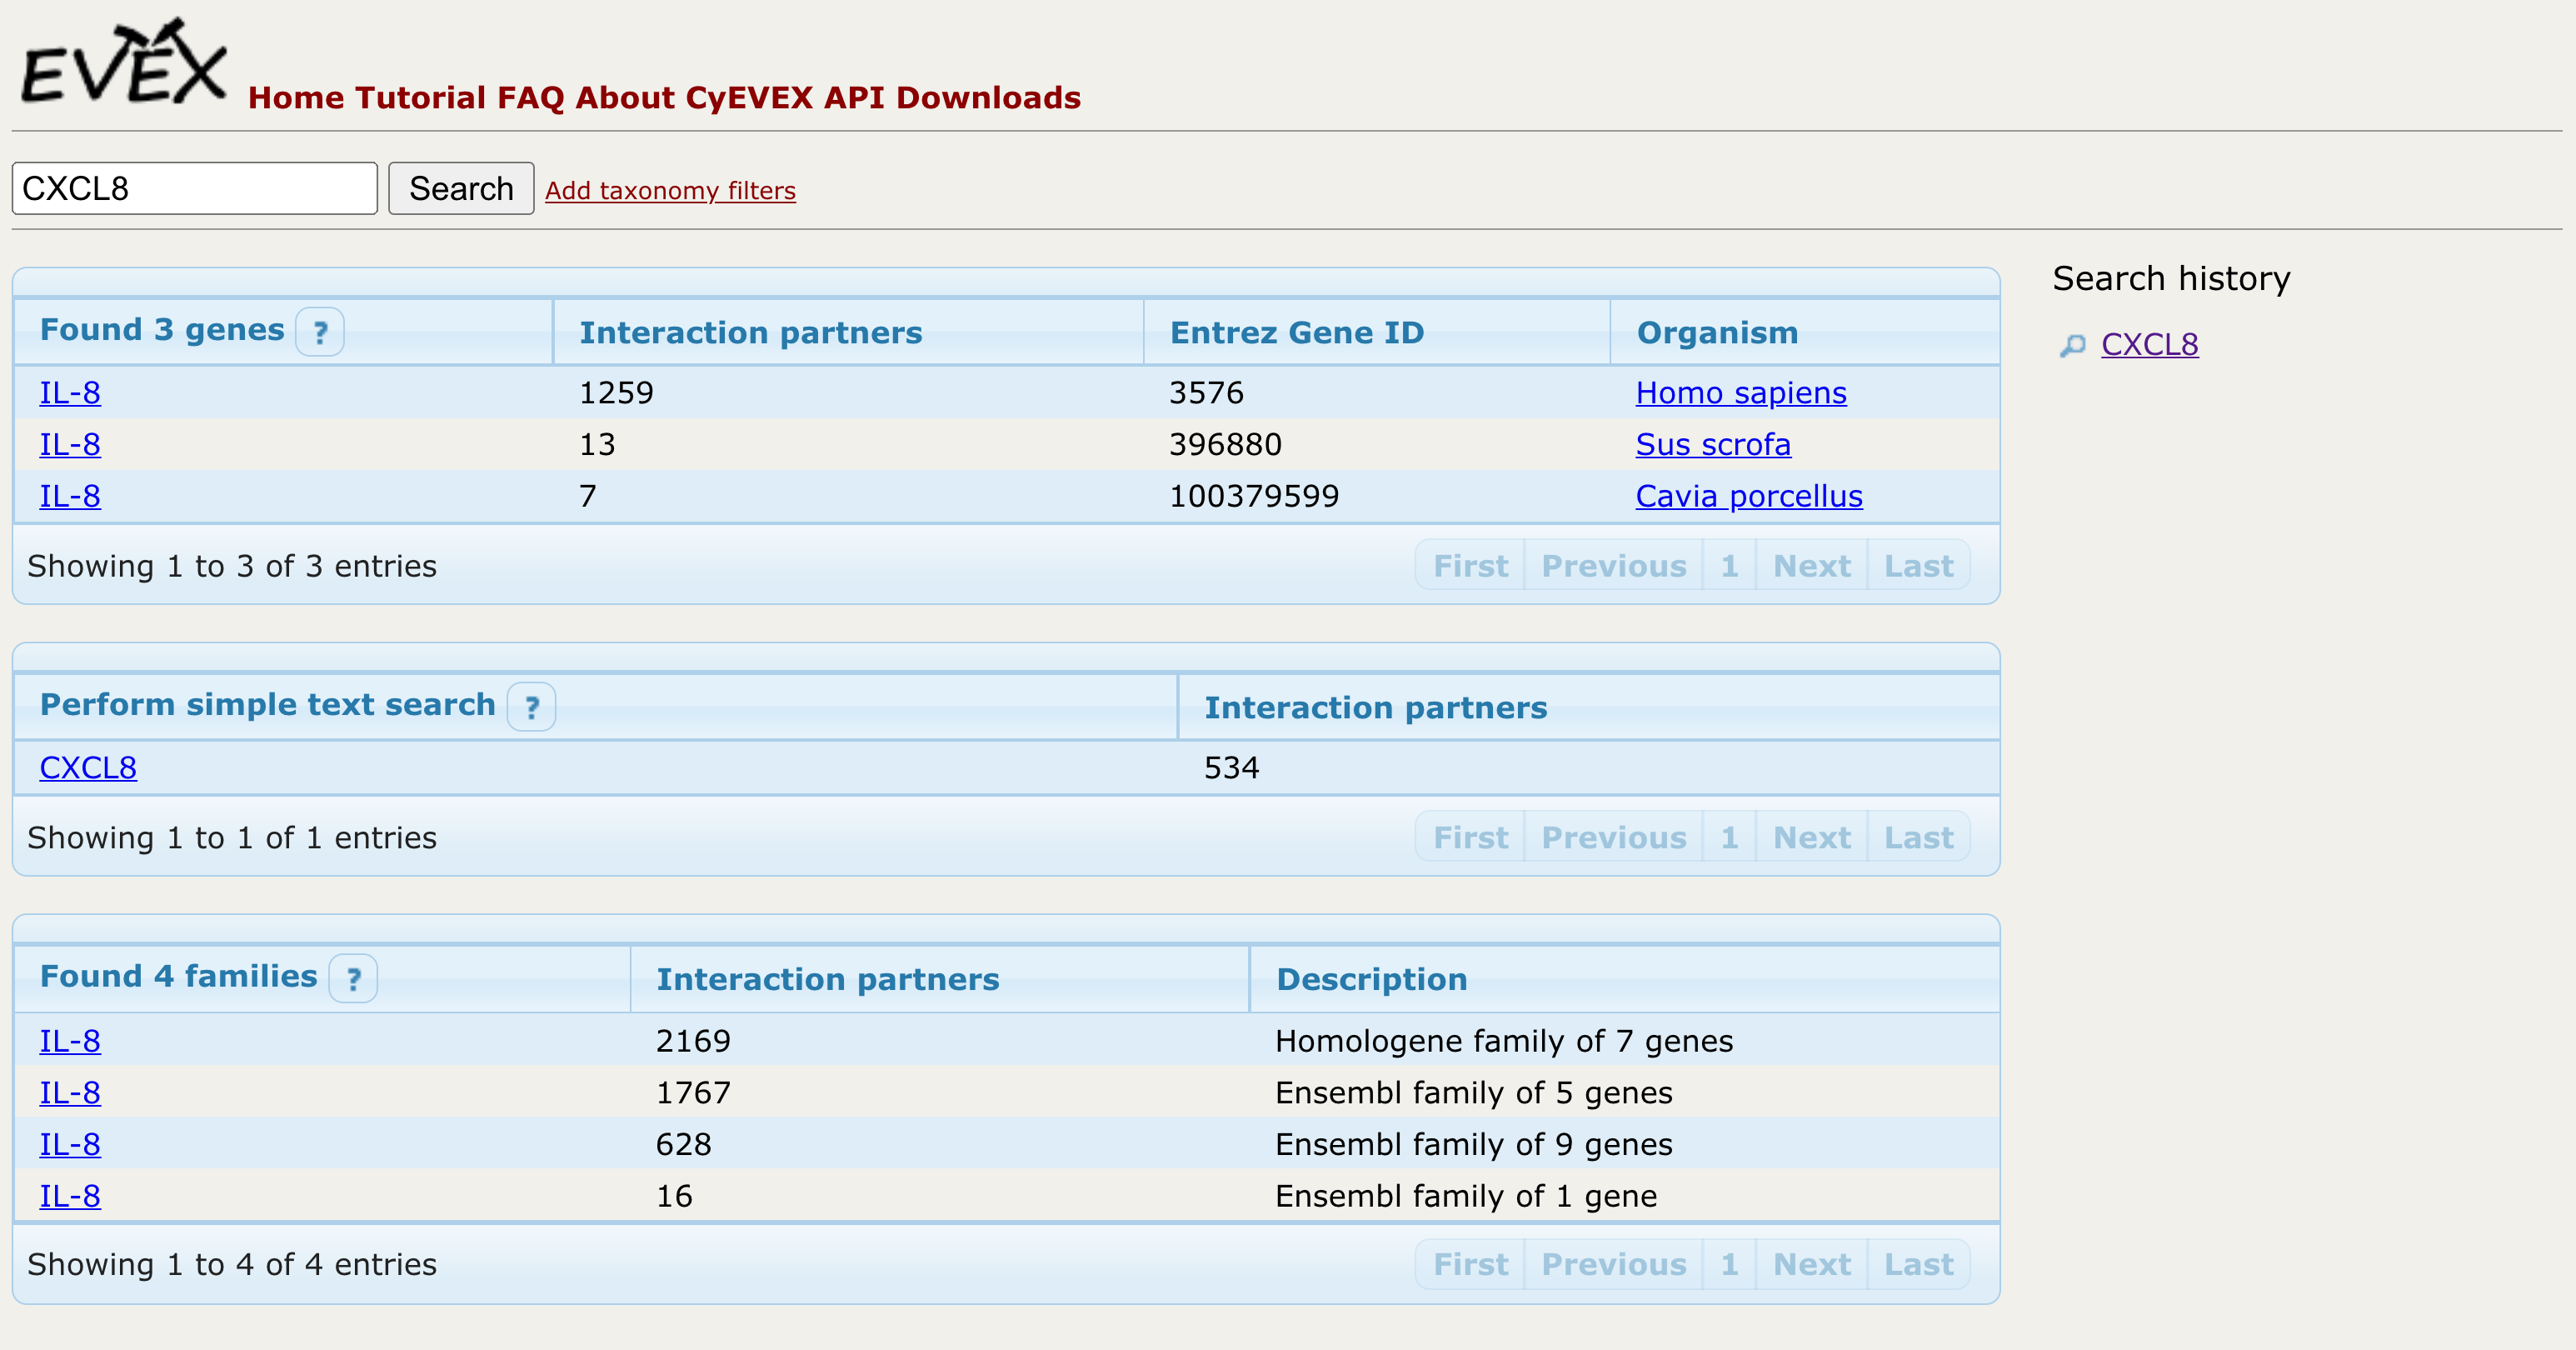 EVEX
Home Tutorial FAQ About CyEVEX API Downloads
CXCL8 Search Add taxonomy filters
Search history
CXCL8
Found 3 genes ? Interaction partners Entrez Gene ID Organism
IL-8 1259 3576 Homo sapiens
IL-8 13 396880 Sus scrofa
IL-8 7 100379599 Cavia porcellus
Showing 1 to 3 of 3 entries First Previous 1 Next Last
Perform simple text search ? Interaction partners
CXCL8 534
Showing 1 to 1 of 1 entries First Previous 1 Next Last
Found 4 families ? Interaction partners Description
IL-8 2169 Homologene family of 7 genes
IL-8 1767 Ensembl family of 5 genes
IL-8 628 Ensembl family of 9 genes
IL-8 16 Ensembl family of 1 gene
Showing 1 to 4 of 4 entries First Previous 1 Next Last